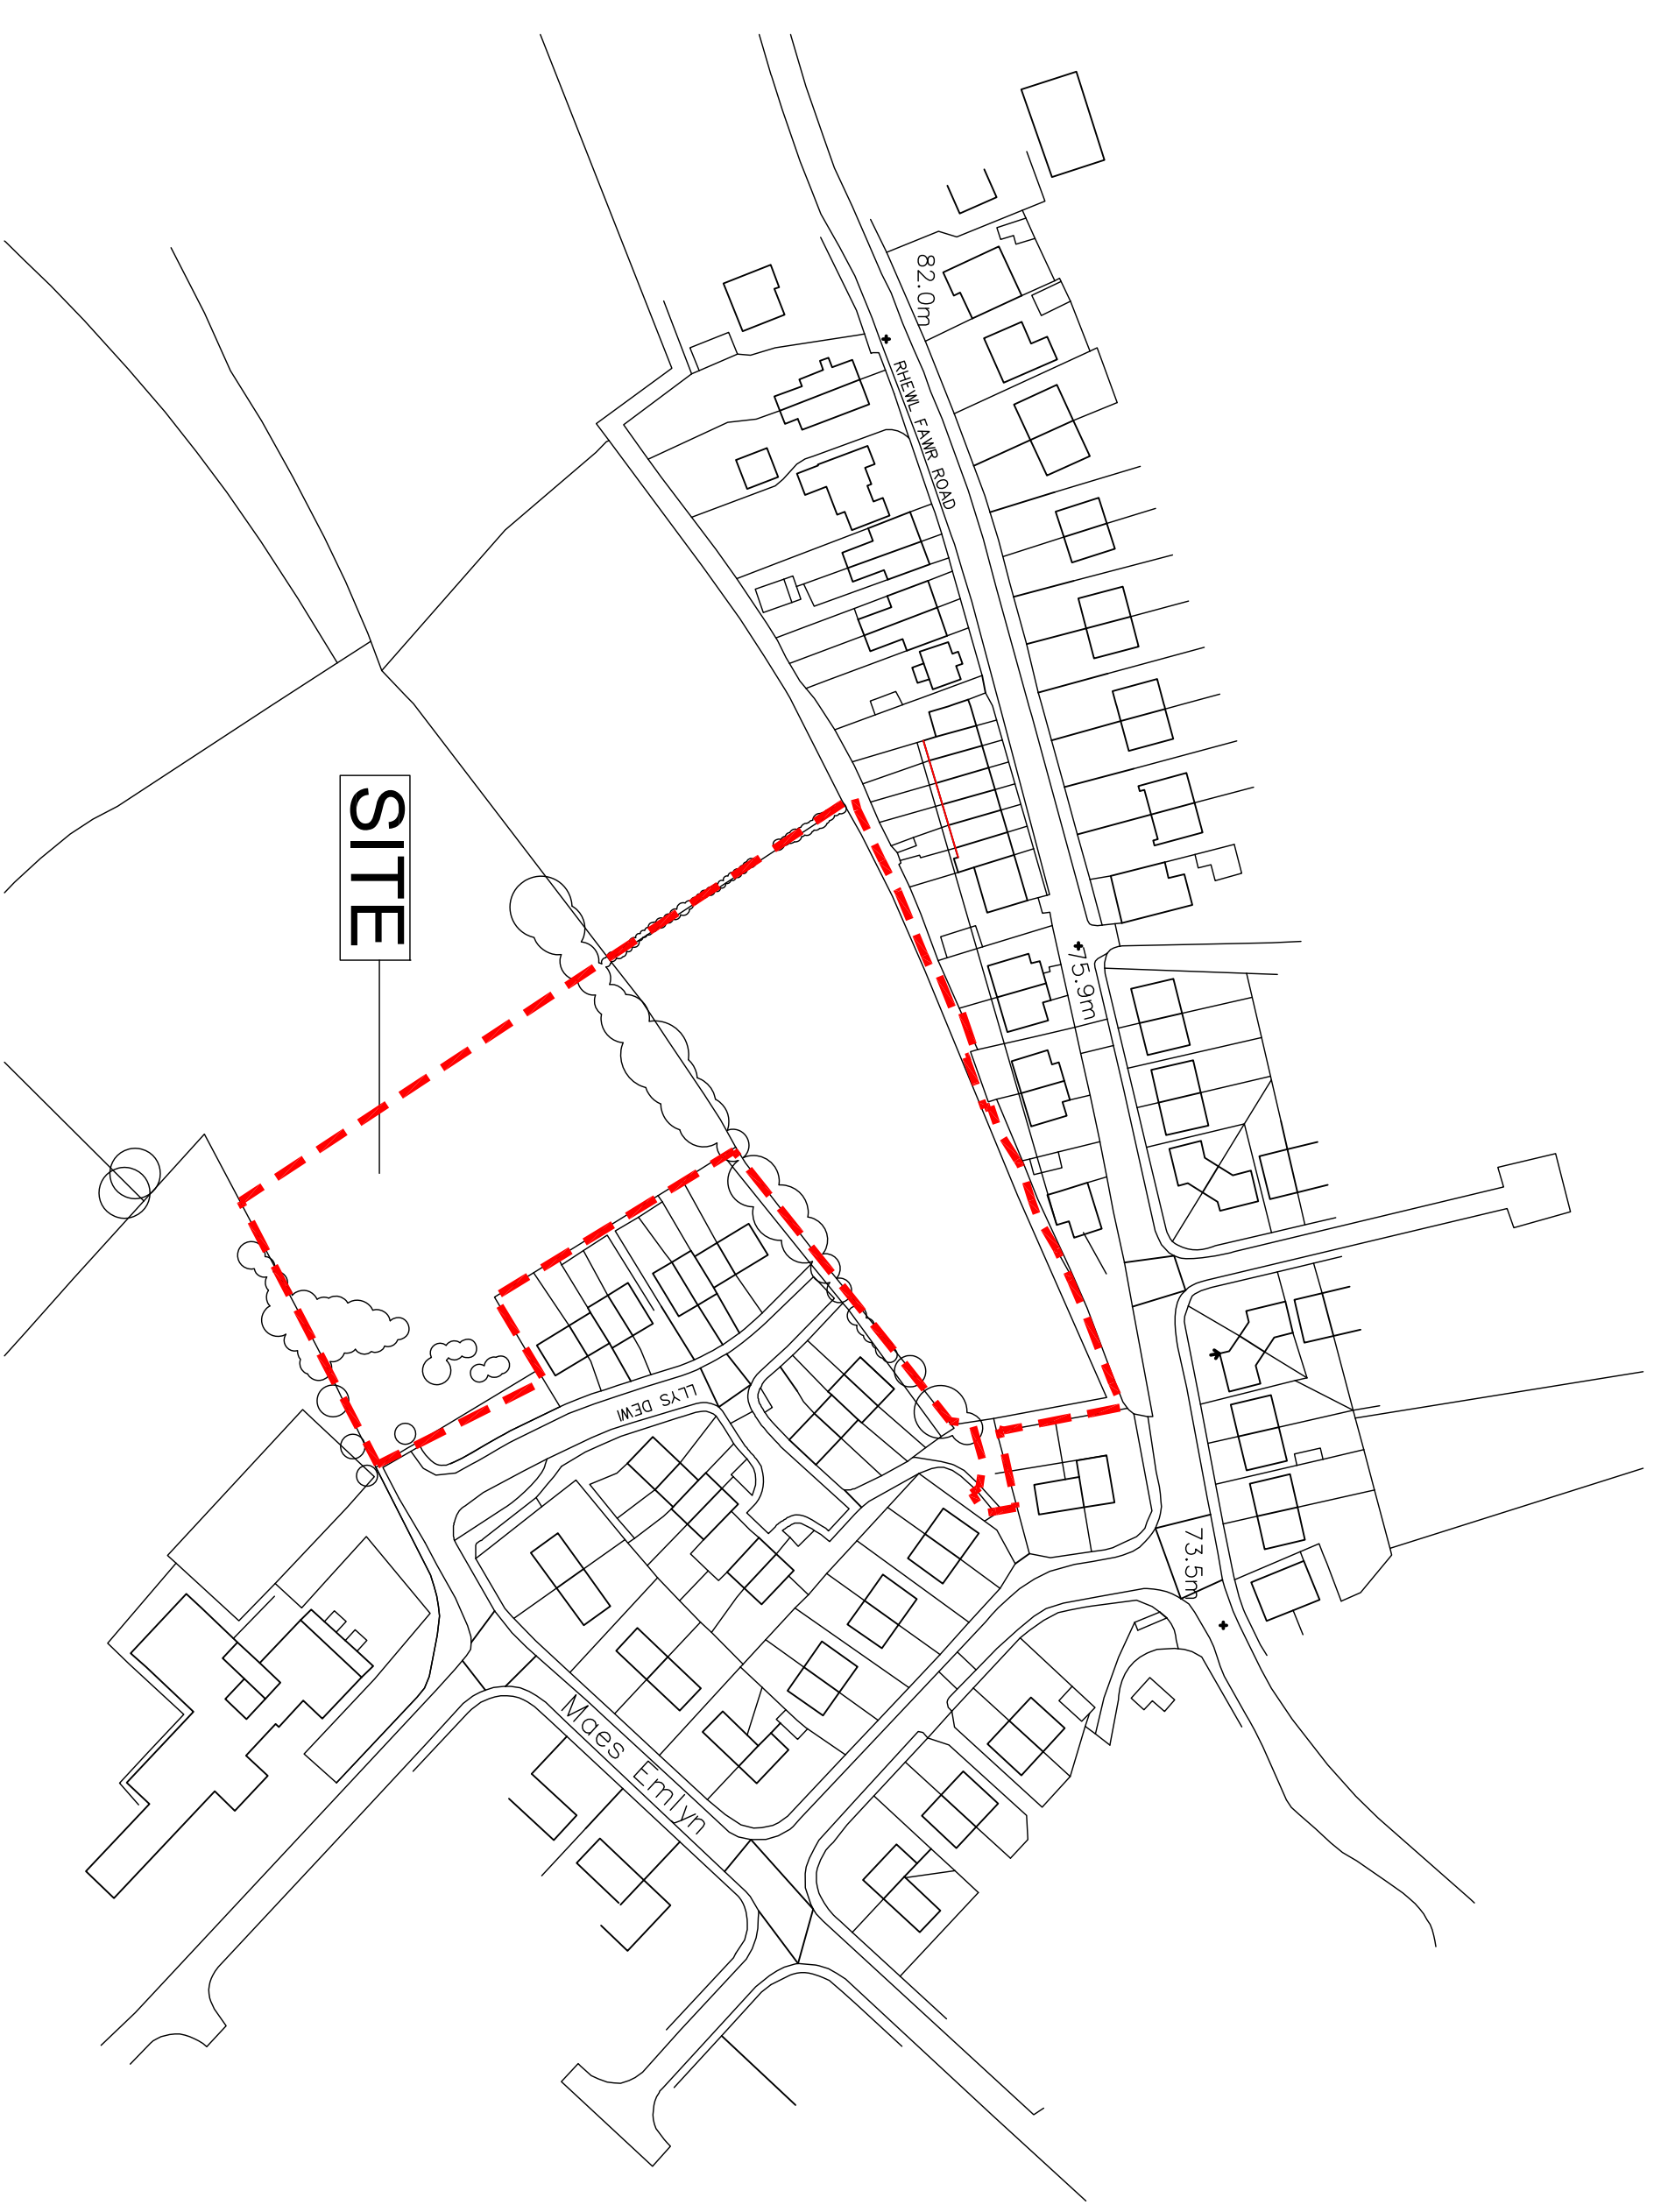 82.0m
RHEWL FAWR ROAD
SITE
75.9m
LLYS DEWI
73.5m
Maes Emlyn